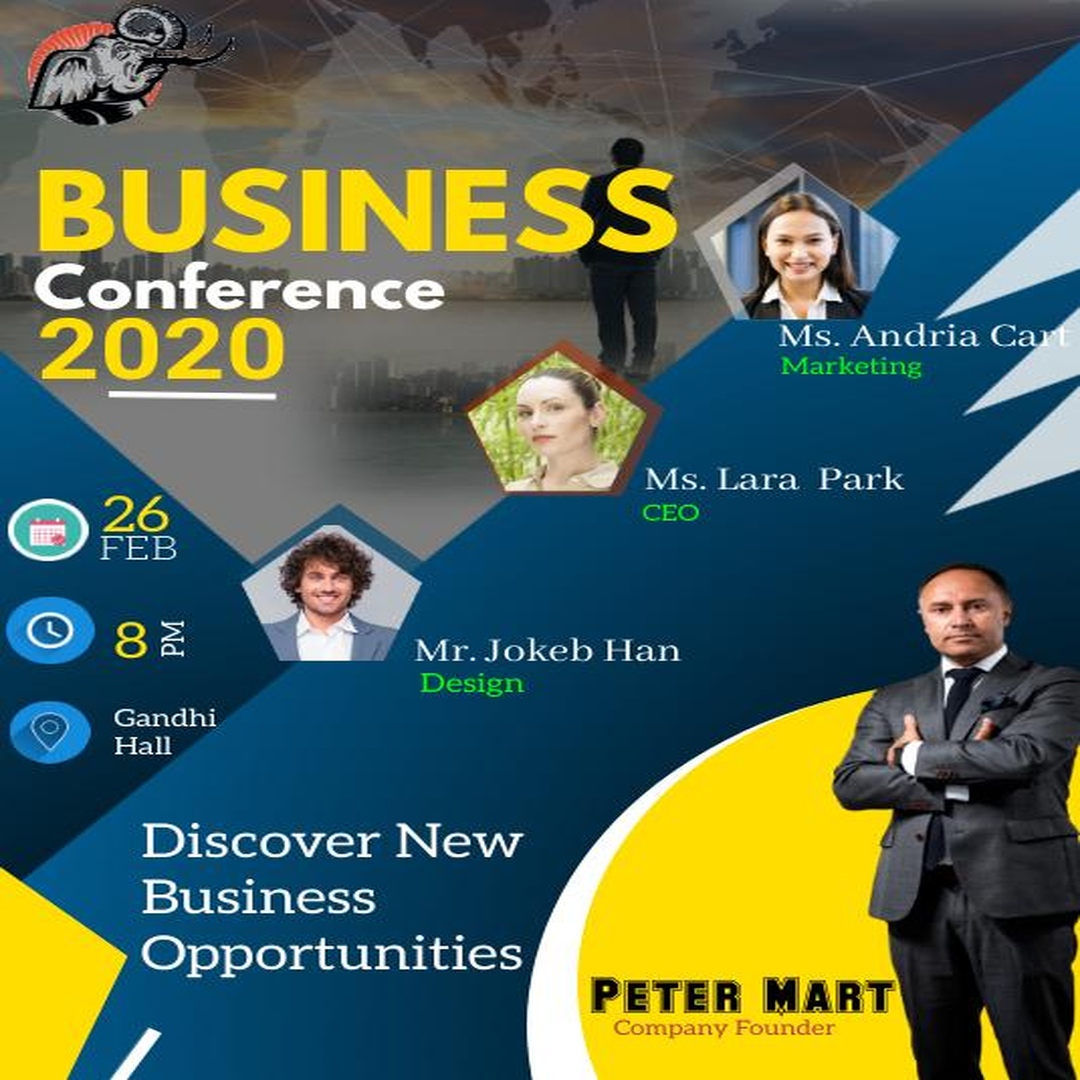 BUSINESS
Conference
2020
Ms. Andria Cart
Marketing
Ms. Lara Park
CEO
26
FEB
8 PM
Mr. Jokeb Han
Design
Gandhi
Hall
Discover New
Business
Opportunities
PETER MART
Company Founder